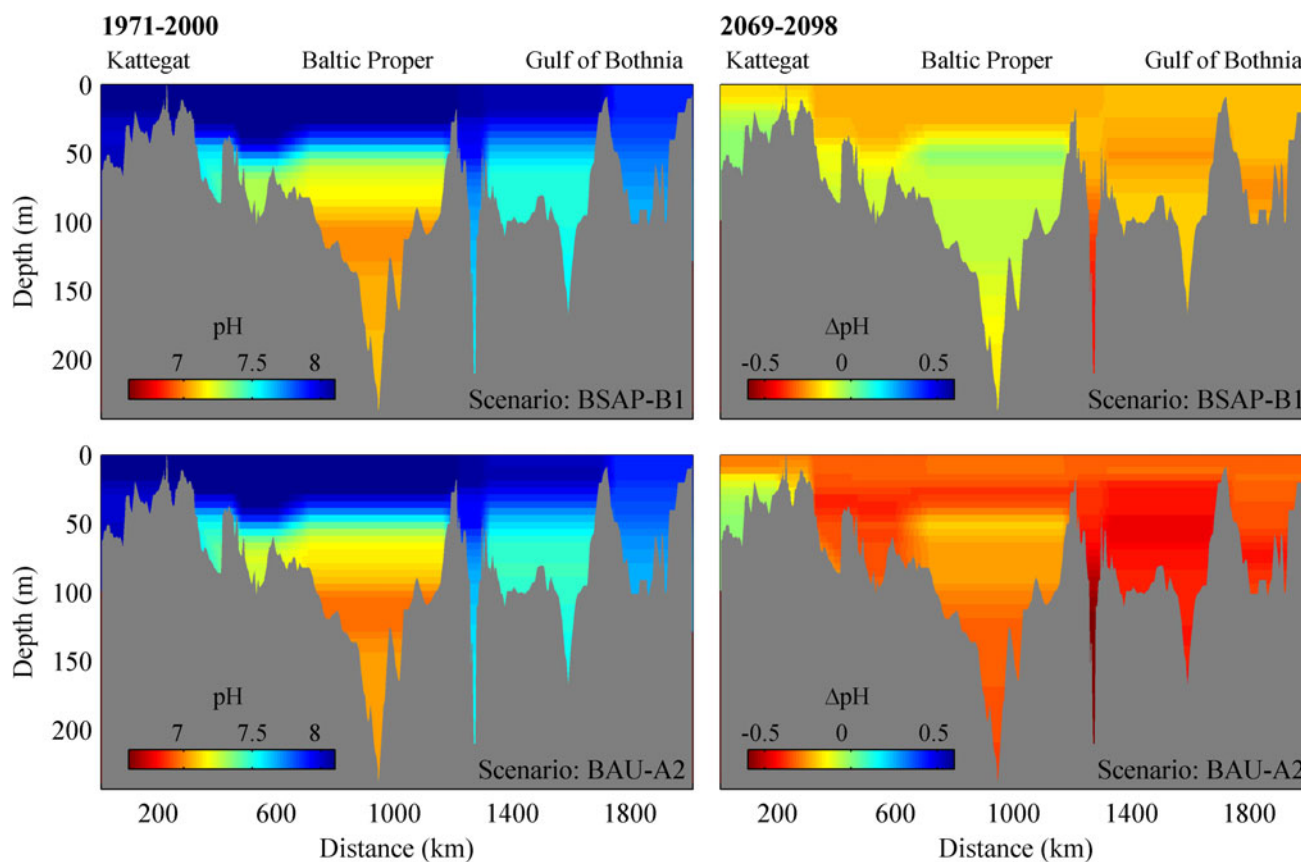 1971-2000
Kattegat Baltic Proper Gulf of Bothnia
2069-2098
Kattegat Baltic Proper Gulf of Bothnia
Depth (m)
0
50
100
150
200
pH
7 7.5 8
Scenario: BSAP-B1
ΔpH
-0.5 0 0.5
Scenario: BSAP-B1
Depth (m)
0
50
100
150
200
pH
7 7.5 8
Scenario: BAU-A2
200 600 1000 1400 1800
Distance (km)
ΔpH
-0.5 0 0.5
Scenario: BAU-A2
200 600 1000 1400 1800
Distance (km)